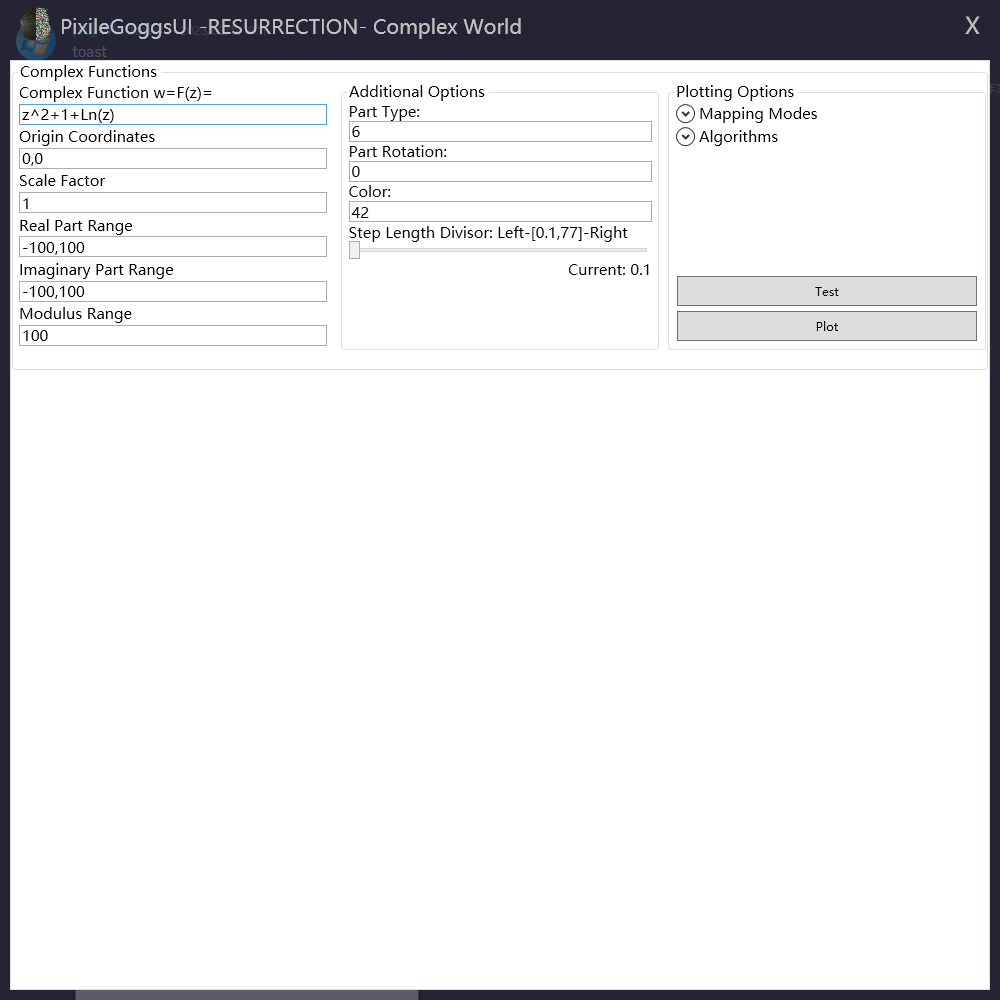 PixileGoggsUI -RESURRECTION- Complex World
X
toast
Complex Functions
Complex Function w=F(z)=
z^2+1+Ln(z)
Origin Coordinates
0,0
Scale Factor
1
Real Part Range
-100,100
Imaginary Part Range
-100,100
Modulus Range
100
Additional Options
Part Type:
6
Part Rotation:
0
Color:
42
Step Length Divisor: Left-[0.1,77]-Right
Current: 0.1
Plotting Options
Mapping Modes
Algorithms
Test
Plot